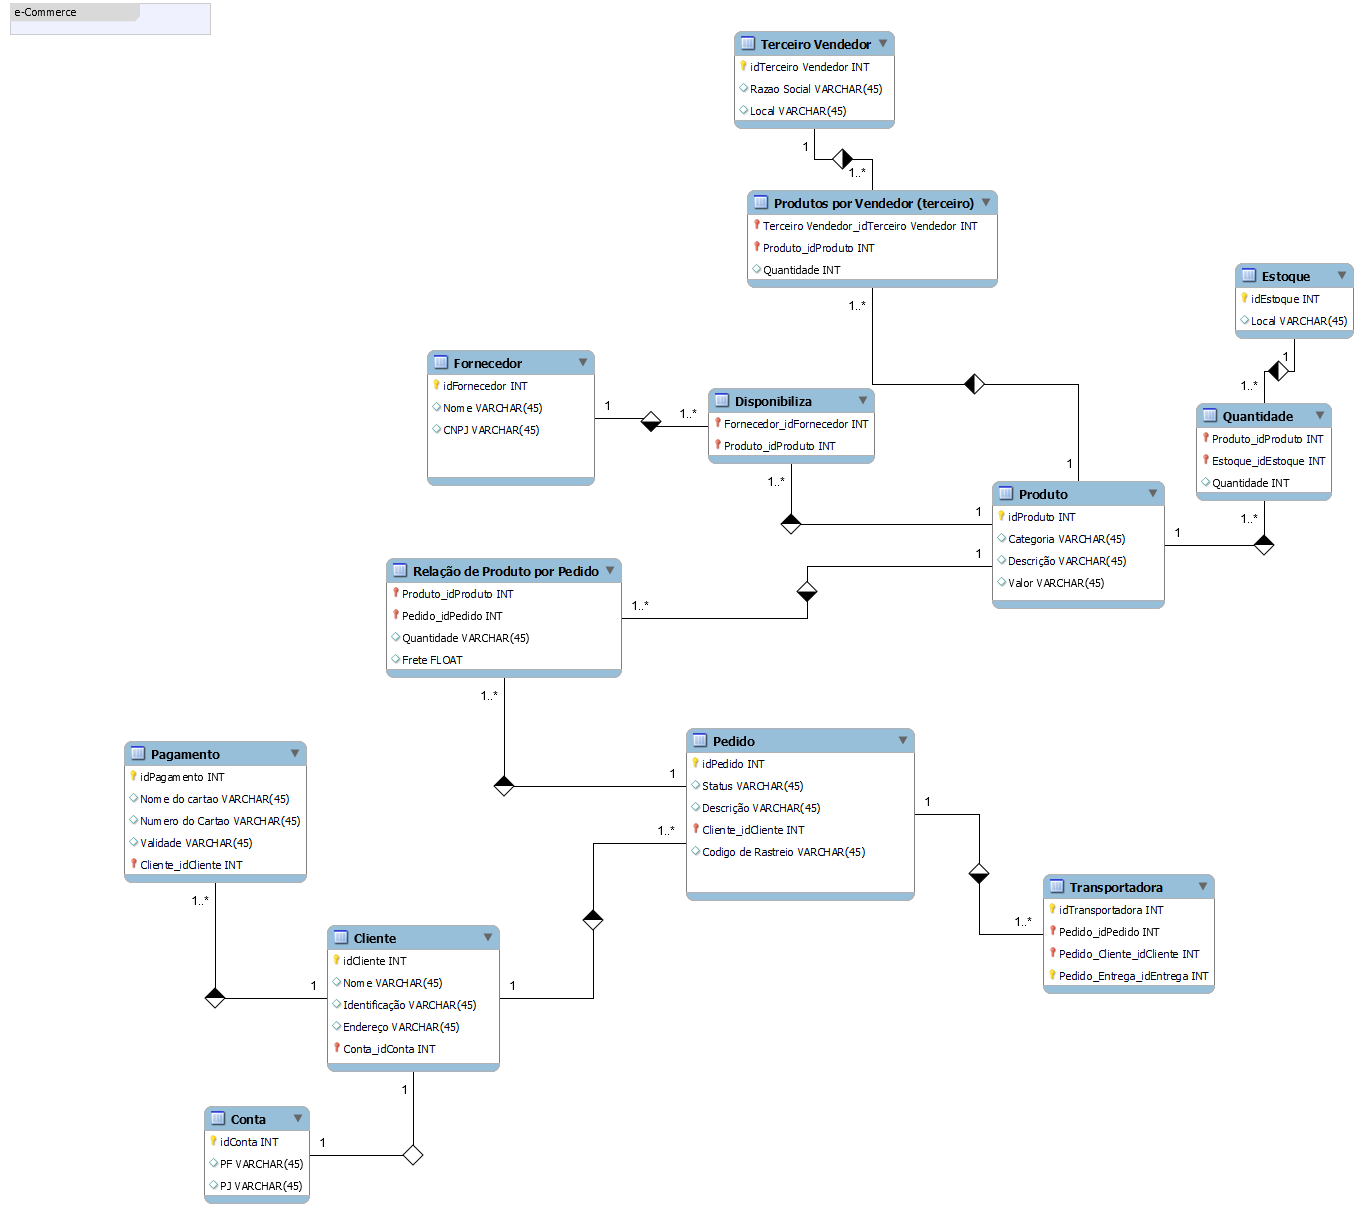 e-Commerce
Terceiro Vendedor
idTerceiro Vendedor INT
Razao Social VARCHAR(45)
Local VARCHAR(45)
1
1..*
Produtos por Vendedor (terceiro)
Terceiro Vendedor_idTerceiro Vendedor INT
Produto_idProduto INT
Quantidade INT
1..*
1
Estoque
idEstoque INT
Local VARCHAR(45)
1
1..*
Fornecedor
idFornecedor INT
Nome VARCHAR(45)
CNPJ VARCHAR(45)
1
1..*
Disponibiliza
Fornecedor_idFornecedor INT
Produto_idProduto INT
1..*
1
Quantidade
Produto_idProduto INT
Estoque_idEstoque INT
Quantidade INT
1..*
1
Produto
idProduto INT
Categoria VARCHAR(45)
Descrição VARCHAR(45)
Valor VARCHAR(45)
1
1..*
Relação de Produto por Pedido
Produto_idProduto INT
Pedido_idPedido INT
Quantidade VARCHAR(45)
Frete FLOAT
1..*
1
Pedido
idPedido INT
Status VARCHAR(45)
Descrição VARCHAR(45)
Cliente_idCliente INT
Codigo de Rastreio VARCHAR(45)
1
1..*
Pagamento
idPagamento INT
Nome do cartao VARCHAR(45)
Numero do Cartao VARCHAR(45)
Validade VARCHAR(45)
Cliente_idCliente INT
1..*
1
1..*
1
Transportadora
idTransportadora INT
Pedido_idPedido INT
Pedido_Cliente_idCliente INT
Pedido_Entrega_idEntrega INT
Cliente
idCliente INT
Nome VARCHAR(45)
Identificação VARCHAR(45)
Endereço VARCHAR(45)
Conta_idConta INT
1
1
Conta
idConta INT
PF VARCHAR(45)
PJ VARCHAR(45)